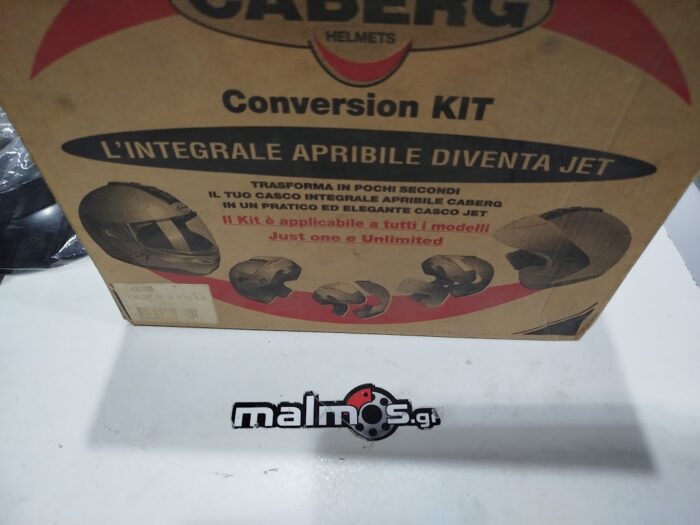 CABERG
HELMETS
Conversion KIT
L'INTEGRALE APRIBILE DIVENTA JET
TRASFORMA IN POCHI SECONDI
IL TUO CASCO INTEGRALE APRIBILE CABERG
IN UN PRATICO ED ELEGANTE CASCO JET
Il Kit è applicabile a tutti i modelli
Just one e Unlimited
malmos.gr